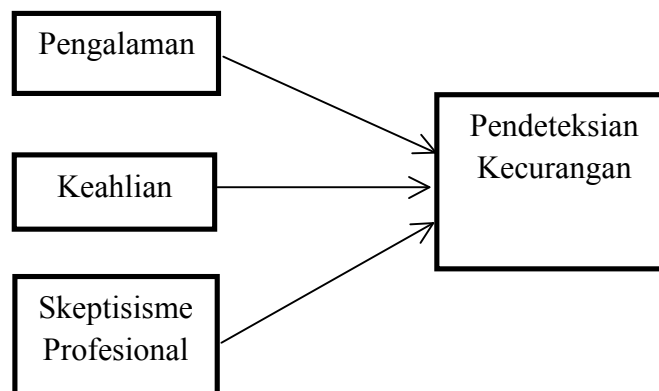 Pengalaman
Keahlian
Skeptisisme
Profesional
Pendeteksian
Kecurangan